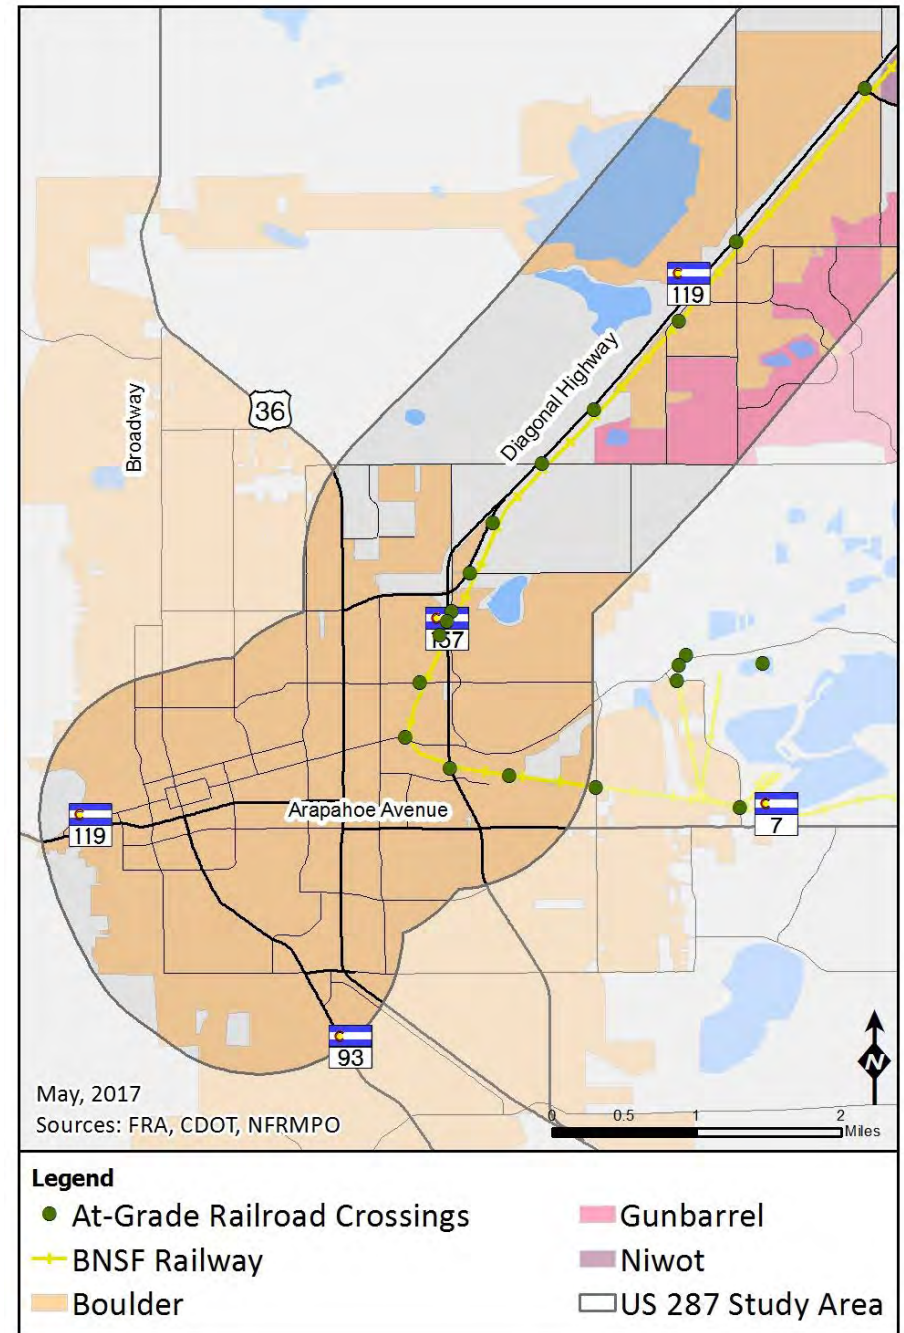 119
Diagonal Highway
36
Broadway
157
Arapahoe Avenue
119
7
93
N
May, 2017
Sources: FRA, CDOT, NFRMPO
0 0.5 1 2
Miles
Legend
At-Grade Railroad Crossings
BNSF Railway
Boulder
Gunbarrel
Niwot
US 287 Study Area